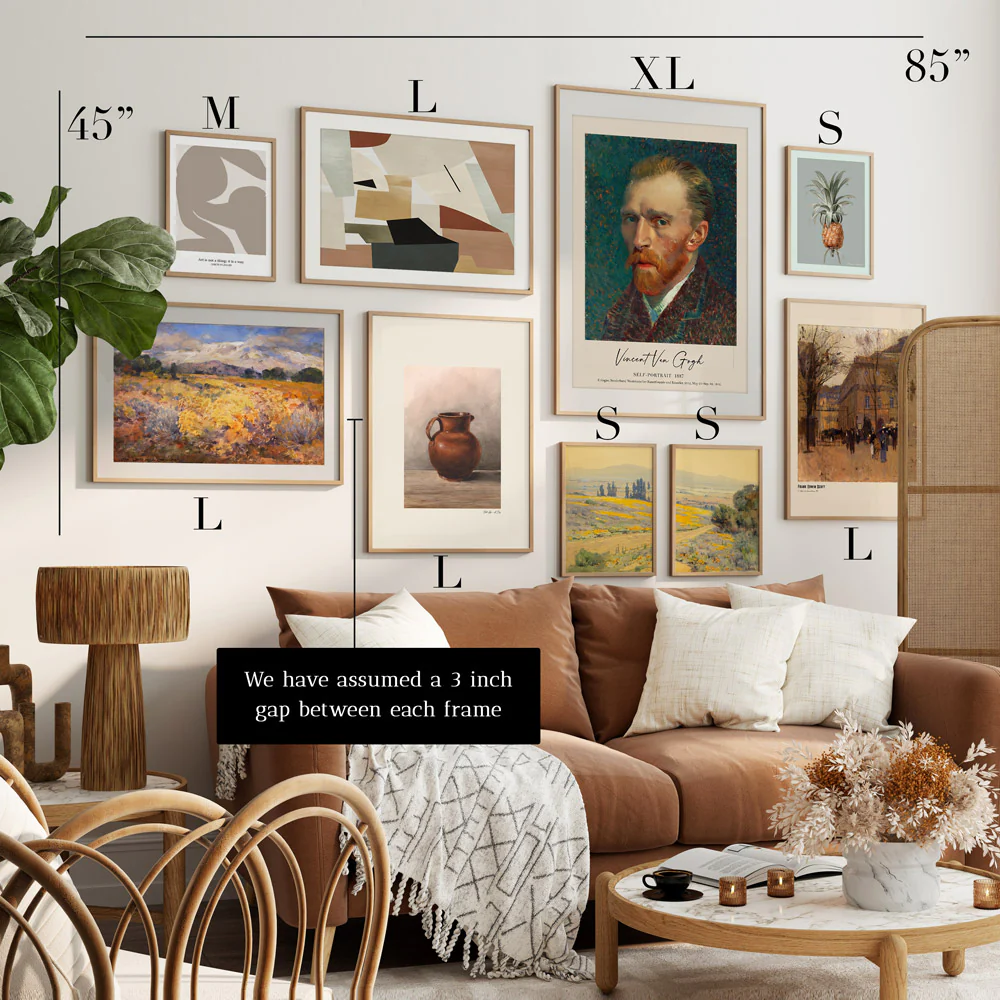 85”
45”
M
L
XL
S
Vincent Van Gogh
SELF-PORTRAIT 1887
S
S
L
L
L
We have assumed a 3 inch
gap between each frame